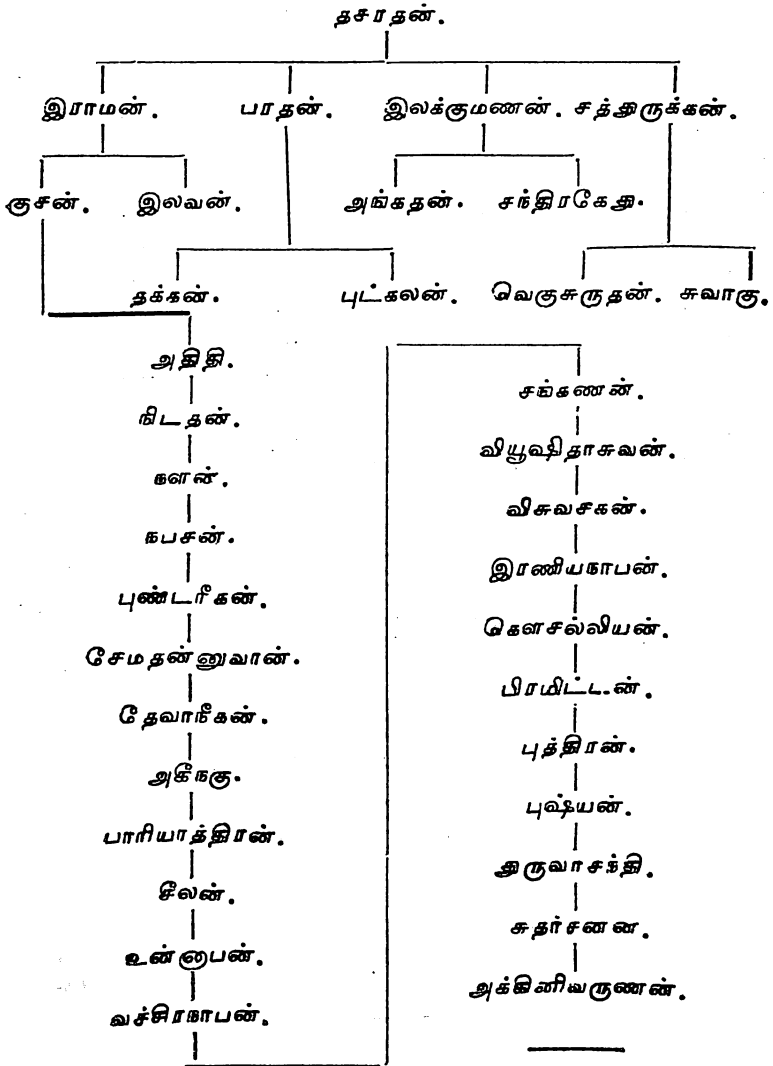 தசரதன்.
இராமன். பரதன். இலக்குமணன். சத்துருக்கன்.
குசன். இலவன். அங்கதன். சந்திரகேது.
தக்கன். புட்கலன். வெகுசுருதன். சுவாகு.
அதிதி.
நிடதன்.
நளன்.
நபசன்.
புண்டரீகன்.
சேமதன்னுவான்.
தேவாநீகன்.
அகீநகு.
பாரியாத்திரன்.
சீலன்.
உன்னாபன்.
வச்சிரநாபன்.
சங்கணன்.
வியூஷிதாசுவன்.
விசுவசகன்.
இரணியநாபன்.
கௌசல்லியன்.
பிரமிட்டன்.
புத்திரன்.
புஷ்யன்.
துருவாசந்தி.
சுதர்சனன.
அக்கினிவருணன்.